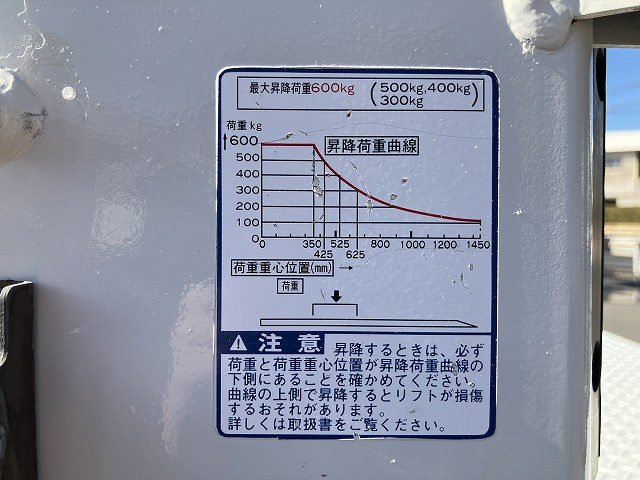 最大昇降荷重600kg (500kg,400kg
300kg)
荷重 kg
昇降荷重曲線
600
500
400
300
200
100
0
0 350 525 800 1000 1200 1450
425 625
荷重重心位置(mm) →
荷重
注意
昇降するときは、必ず
荷重と荷重重心位置が昇降荷重曲線の
下側にあることを確かめてください。
曲線の上側で昇降するとリフトが損傷
するおそれがあります。
詳しくは取扱書をご覧ください。